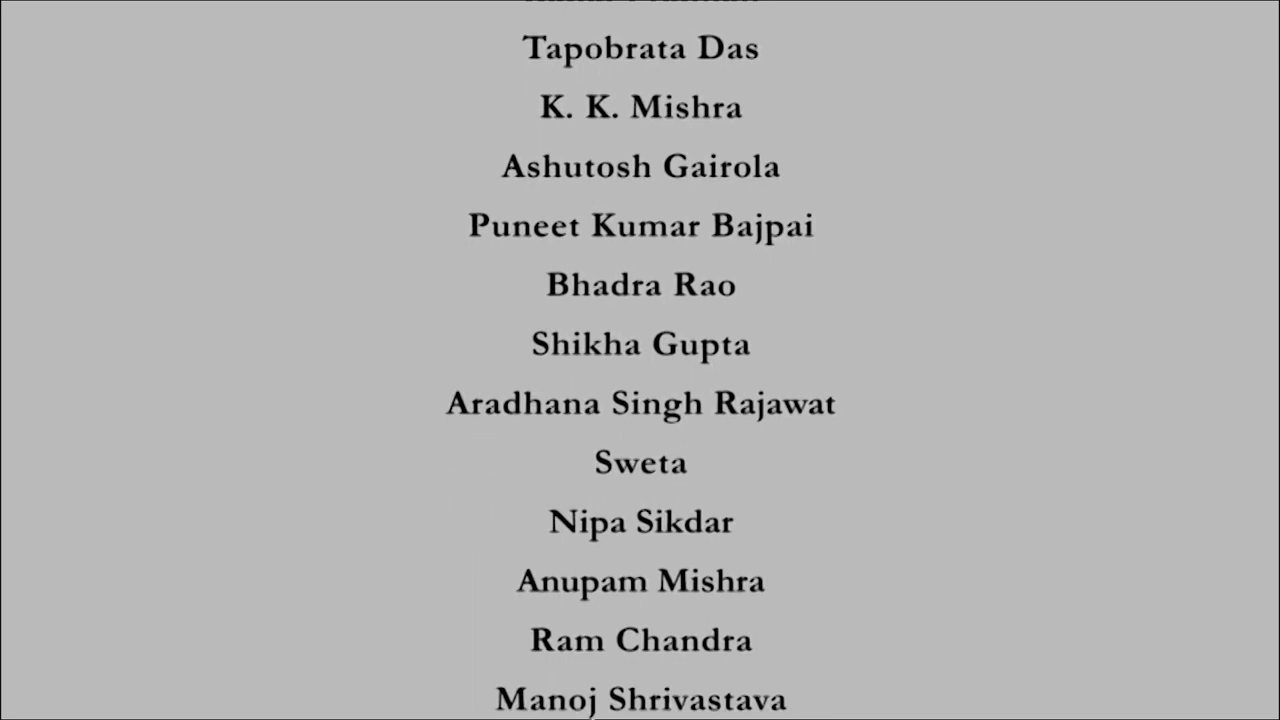 Tapobrata Das
K. K. Mishra
Ashutosh Gairola
Puneet Kumar Bajpai
Bhadra Rao
Shikha Gupta
Aradhana Singh Rajawat
Sweta
Nipa Sikdar
Anupam Mishra
Ram Chandra
Manoj Shrivastava